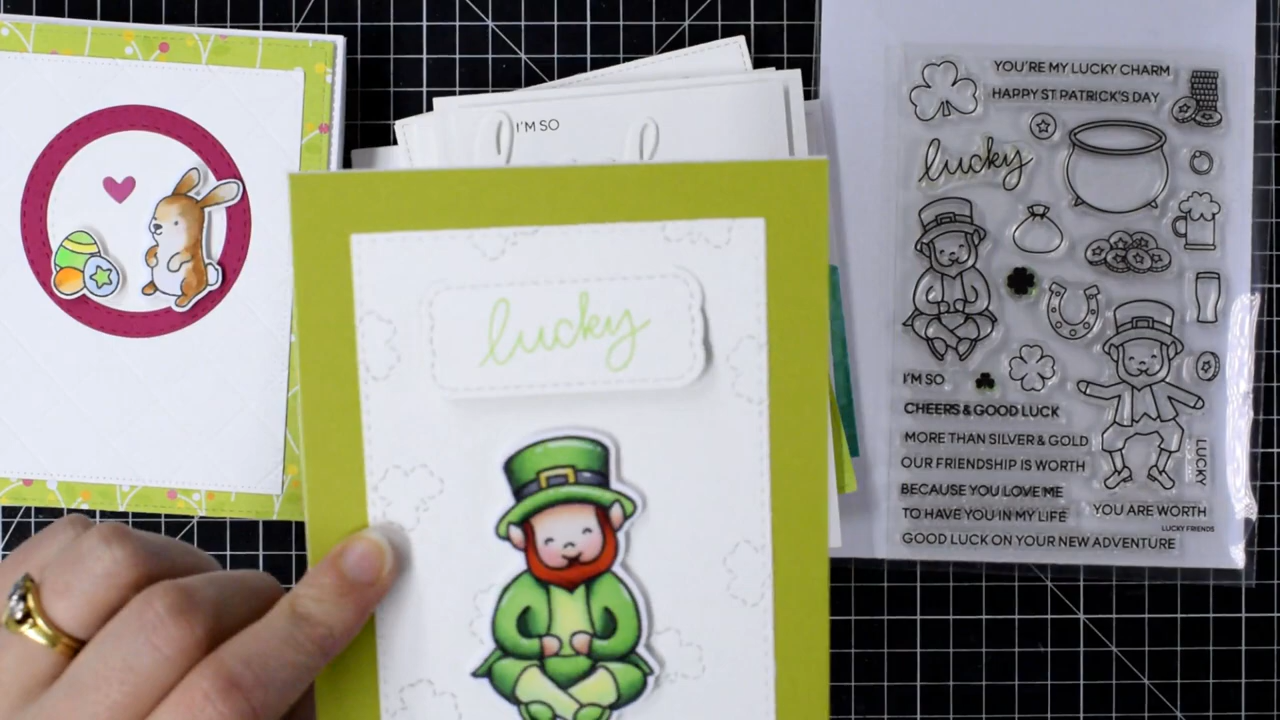 I'M SO
lucky
YOU'RE MY LUCKY CHARM
HAPPY ST PATRICK'S DAY
lucky
I'M SO
CHEERS & GOOD LUCK
MORE THAN SILVER & GOLD
OUR FRIENDSHIP IS WORTH
BECAUSE YOU LOVE ME
TO HAVE YOU IN MY LIFE
YOU ARE WORTH
LUCKY
LUCKY FRIENDS
GOOD LUCK ON YOUR NEW ADVENTURE